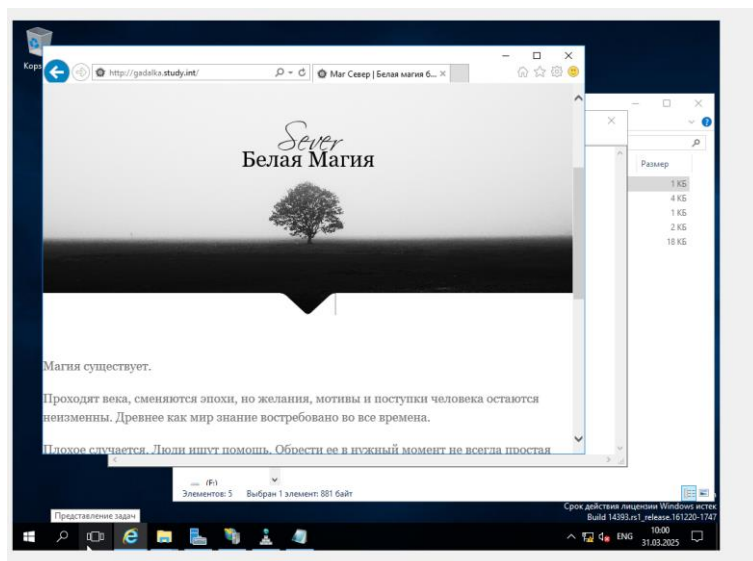 Корз
http://gadalka.study.int/
Маг Север | Белая магия б...
Sever
Белая Магия
Магия существует.
Проходят века, сменяются эпохи, но желания, мотивы и поступки человека остаются
неизменны. Древнее как мир знание востребовано во все времена.
Плохое случается. Люди ищут помощь. Обрести ее в нужный момент не всегда простая
Размер
1 КБ
4 КБ
1 КБ
2 КБ
18 КБ
(F:)
Элементов: 5 Выбран 1 элемент: 881 байт
Срок действия лицензии Windows истек
Build 14393.rs1_release.161220-1747
Представление задач
ENG
10:00
31.03.2025